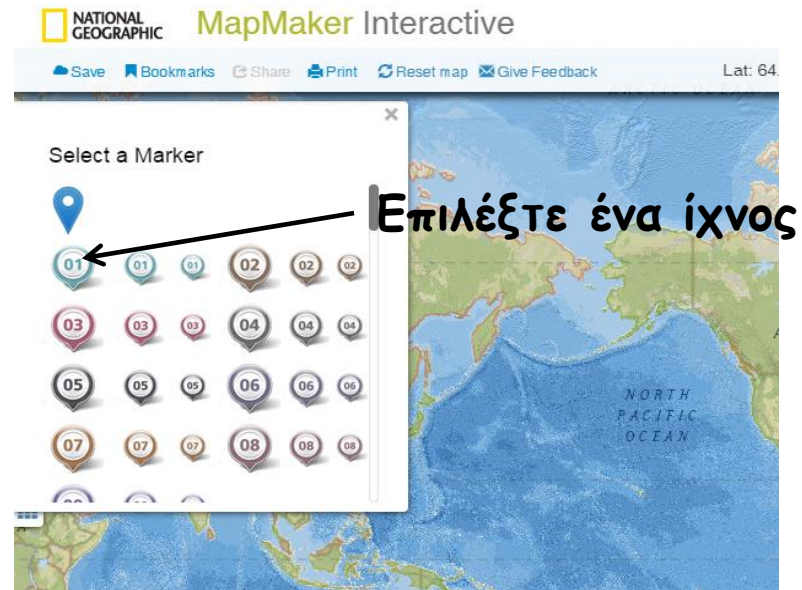 NATIONAL
GEOGRAPHIC
MapMaker Interactive
Save Bookmarks Share Print Reset map Give Feedback Lat: 64.
ARCTIC OCEAN
Select a Marker
Επιλέξτε ένα ίχνος
01 01 01 02 02 02
03 03 03 04 04 04
05 05 05 06 06 06
07 07 07 08 08 08
NORTH
PACIFIC
OCEAN